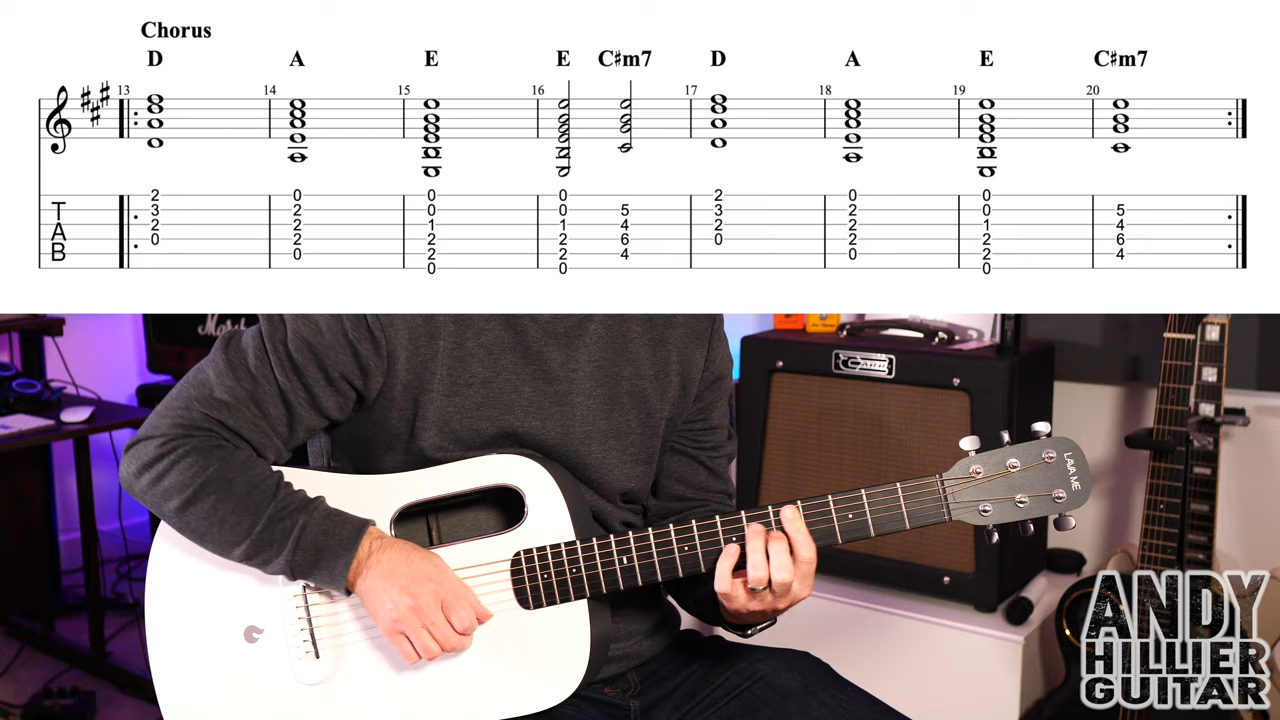 Chorus
D A E E C♯m7 D A E C♯m7
13 14 15 16 17 18 19 20
2 0 0 0 2 0 0
3 2 0 0 5 3 2 0 5
T 2 2 1 1 4 2 2 1 4
A 0 2 2 2 6 0 2 2 6
B 0 2 2 4 0 2 4
0 0 0
LAVA ME
ANDY
HILLIER
GUITAR